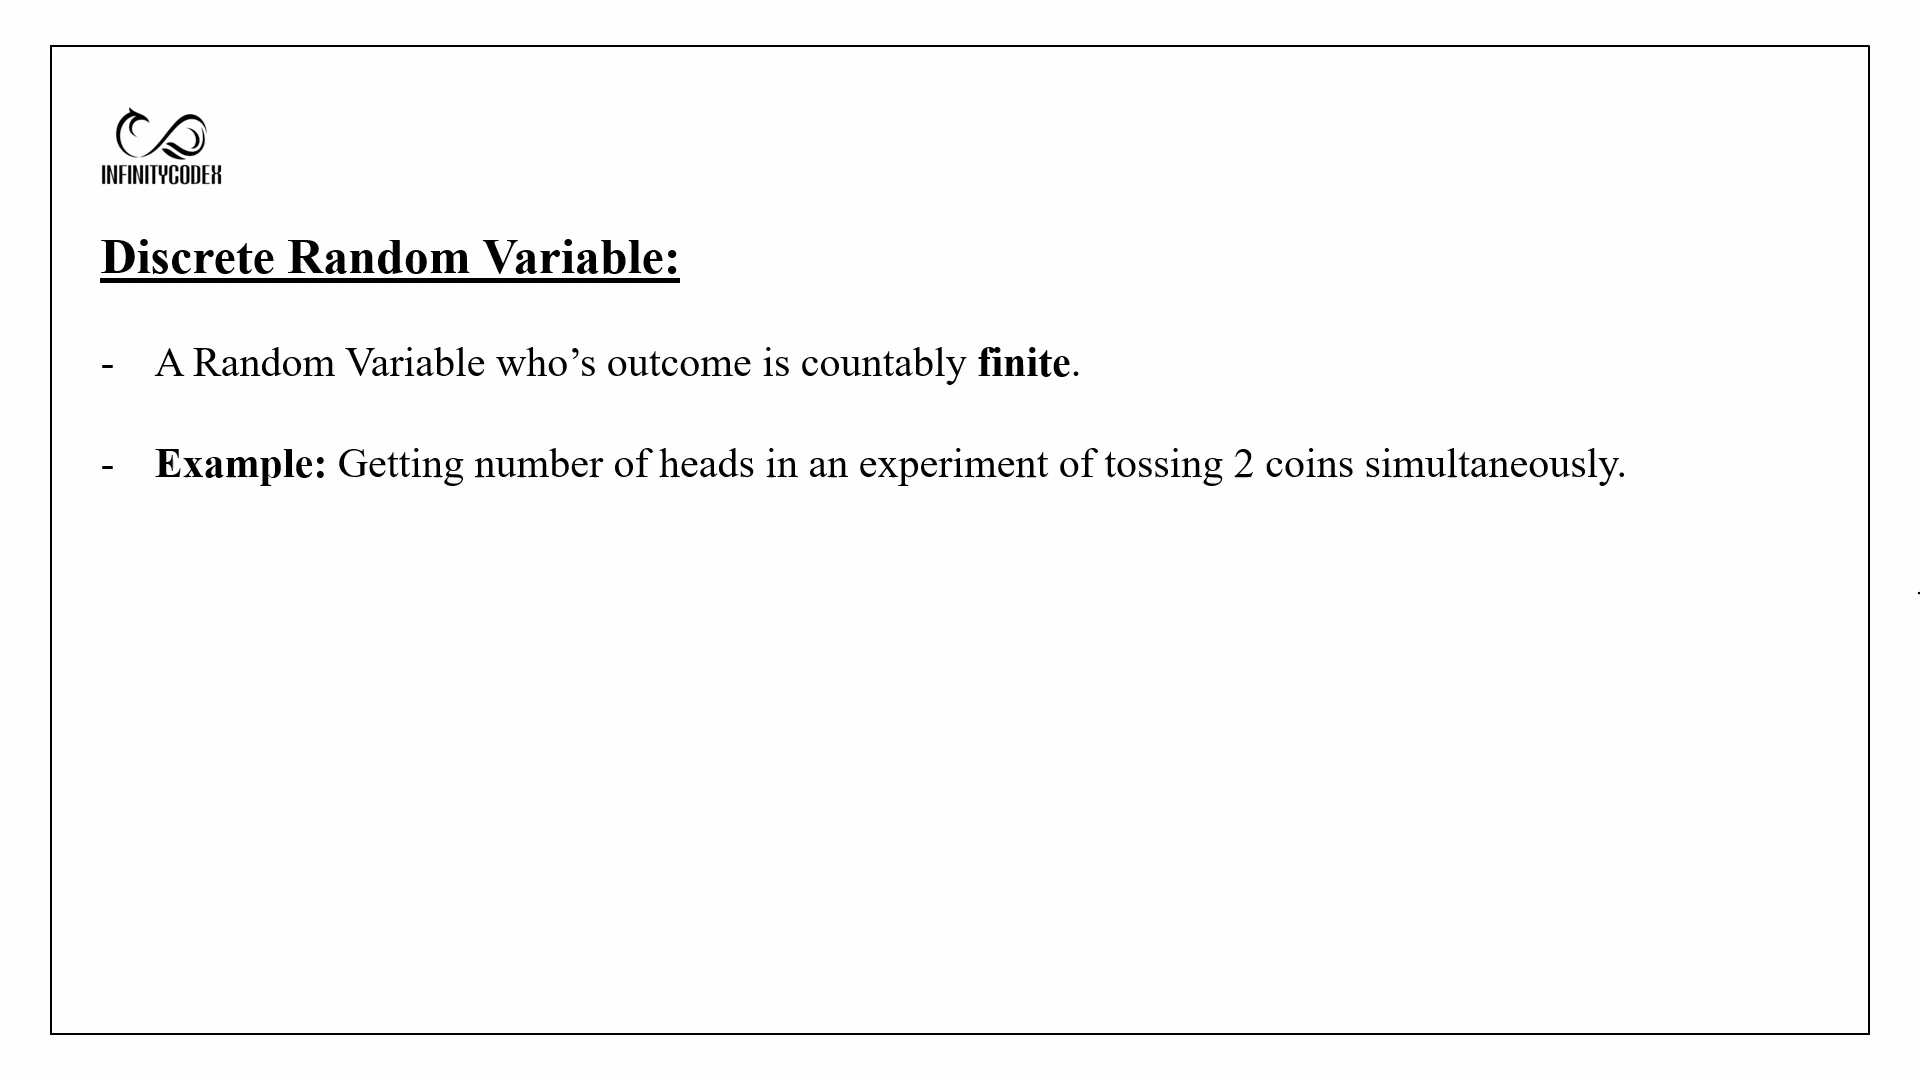 INFINITYCODEX
Discrete Random Variable:
- A Random Variable who’s outcome is countably finite.
- Example: Getting number of heads in an experiment of tossing 2 coins simultaneously.